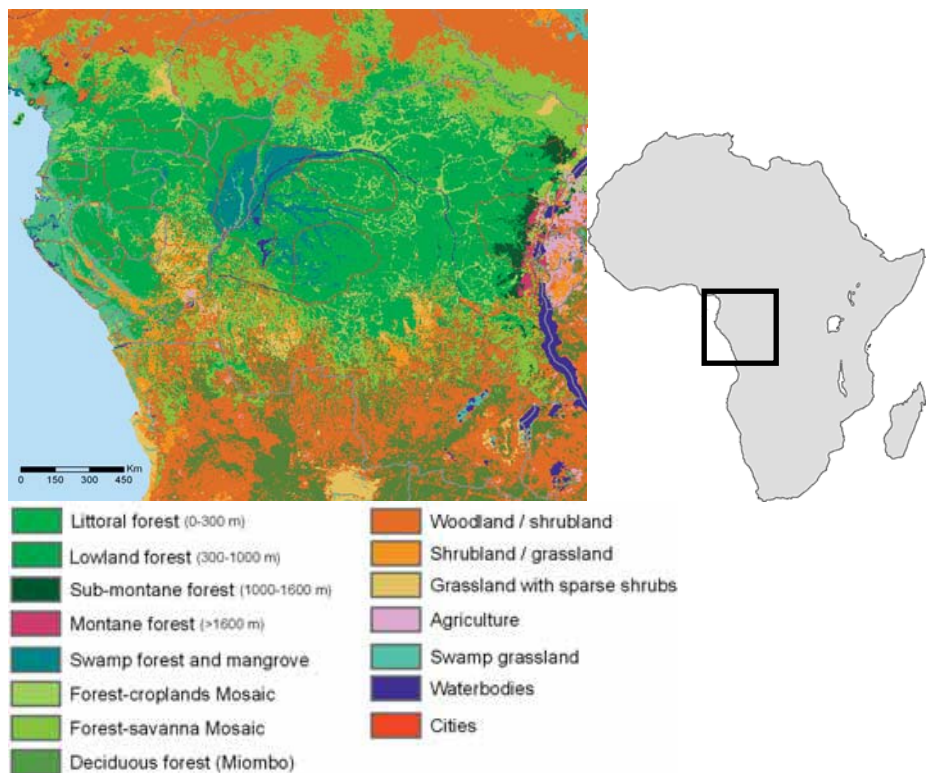 Km
0 150 300 450
Littoral forest (0-300 m)
Lowland forest (300-1000 m)
Sub-montane forest (1000-1600 m)
Montane forest (>1600 m)
Swamp forest and mangrove
Forest-croplands Mosaic
Forest-savanna Mosaic
Deciduous forest (Miombo)
Woodland / shrubland
Shrubland / grassland
Grassland with sparse shrubs
Agriculture
Swamp grassland
Waterbodies
Cities